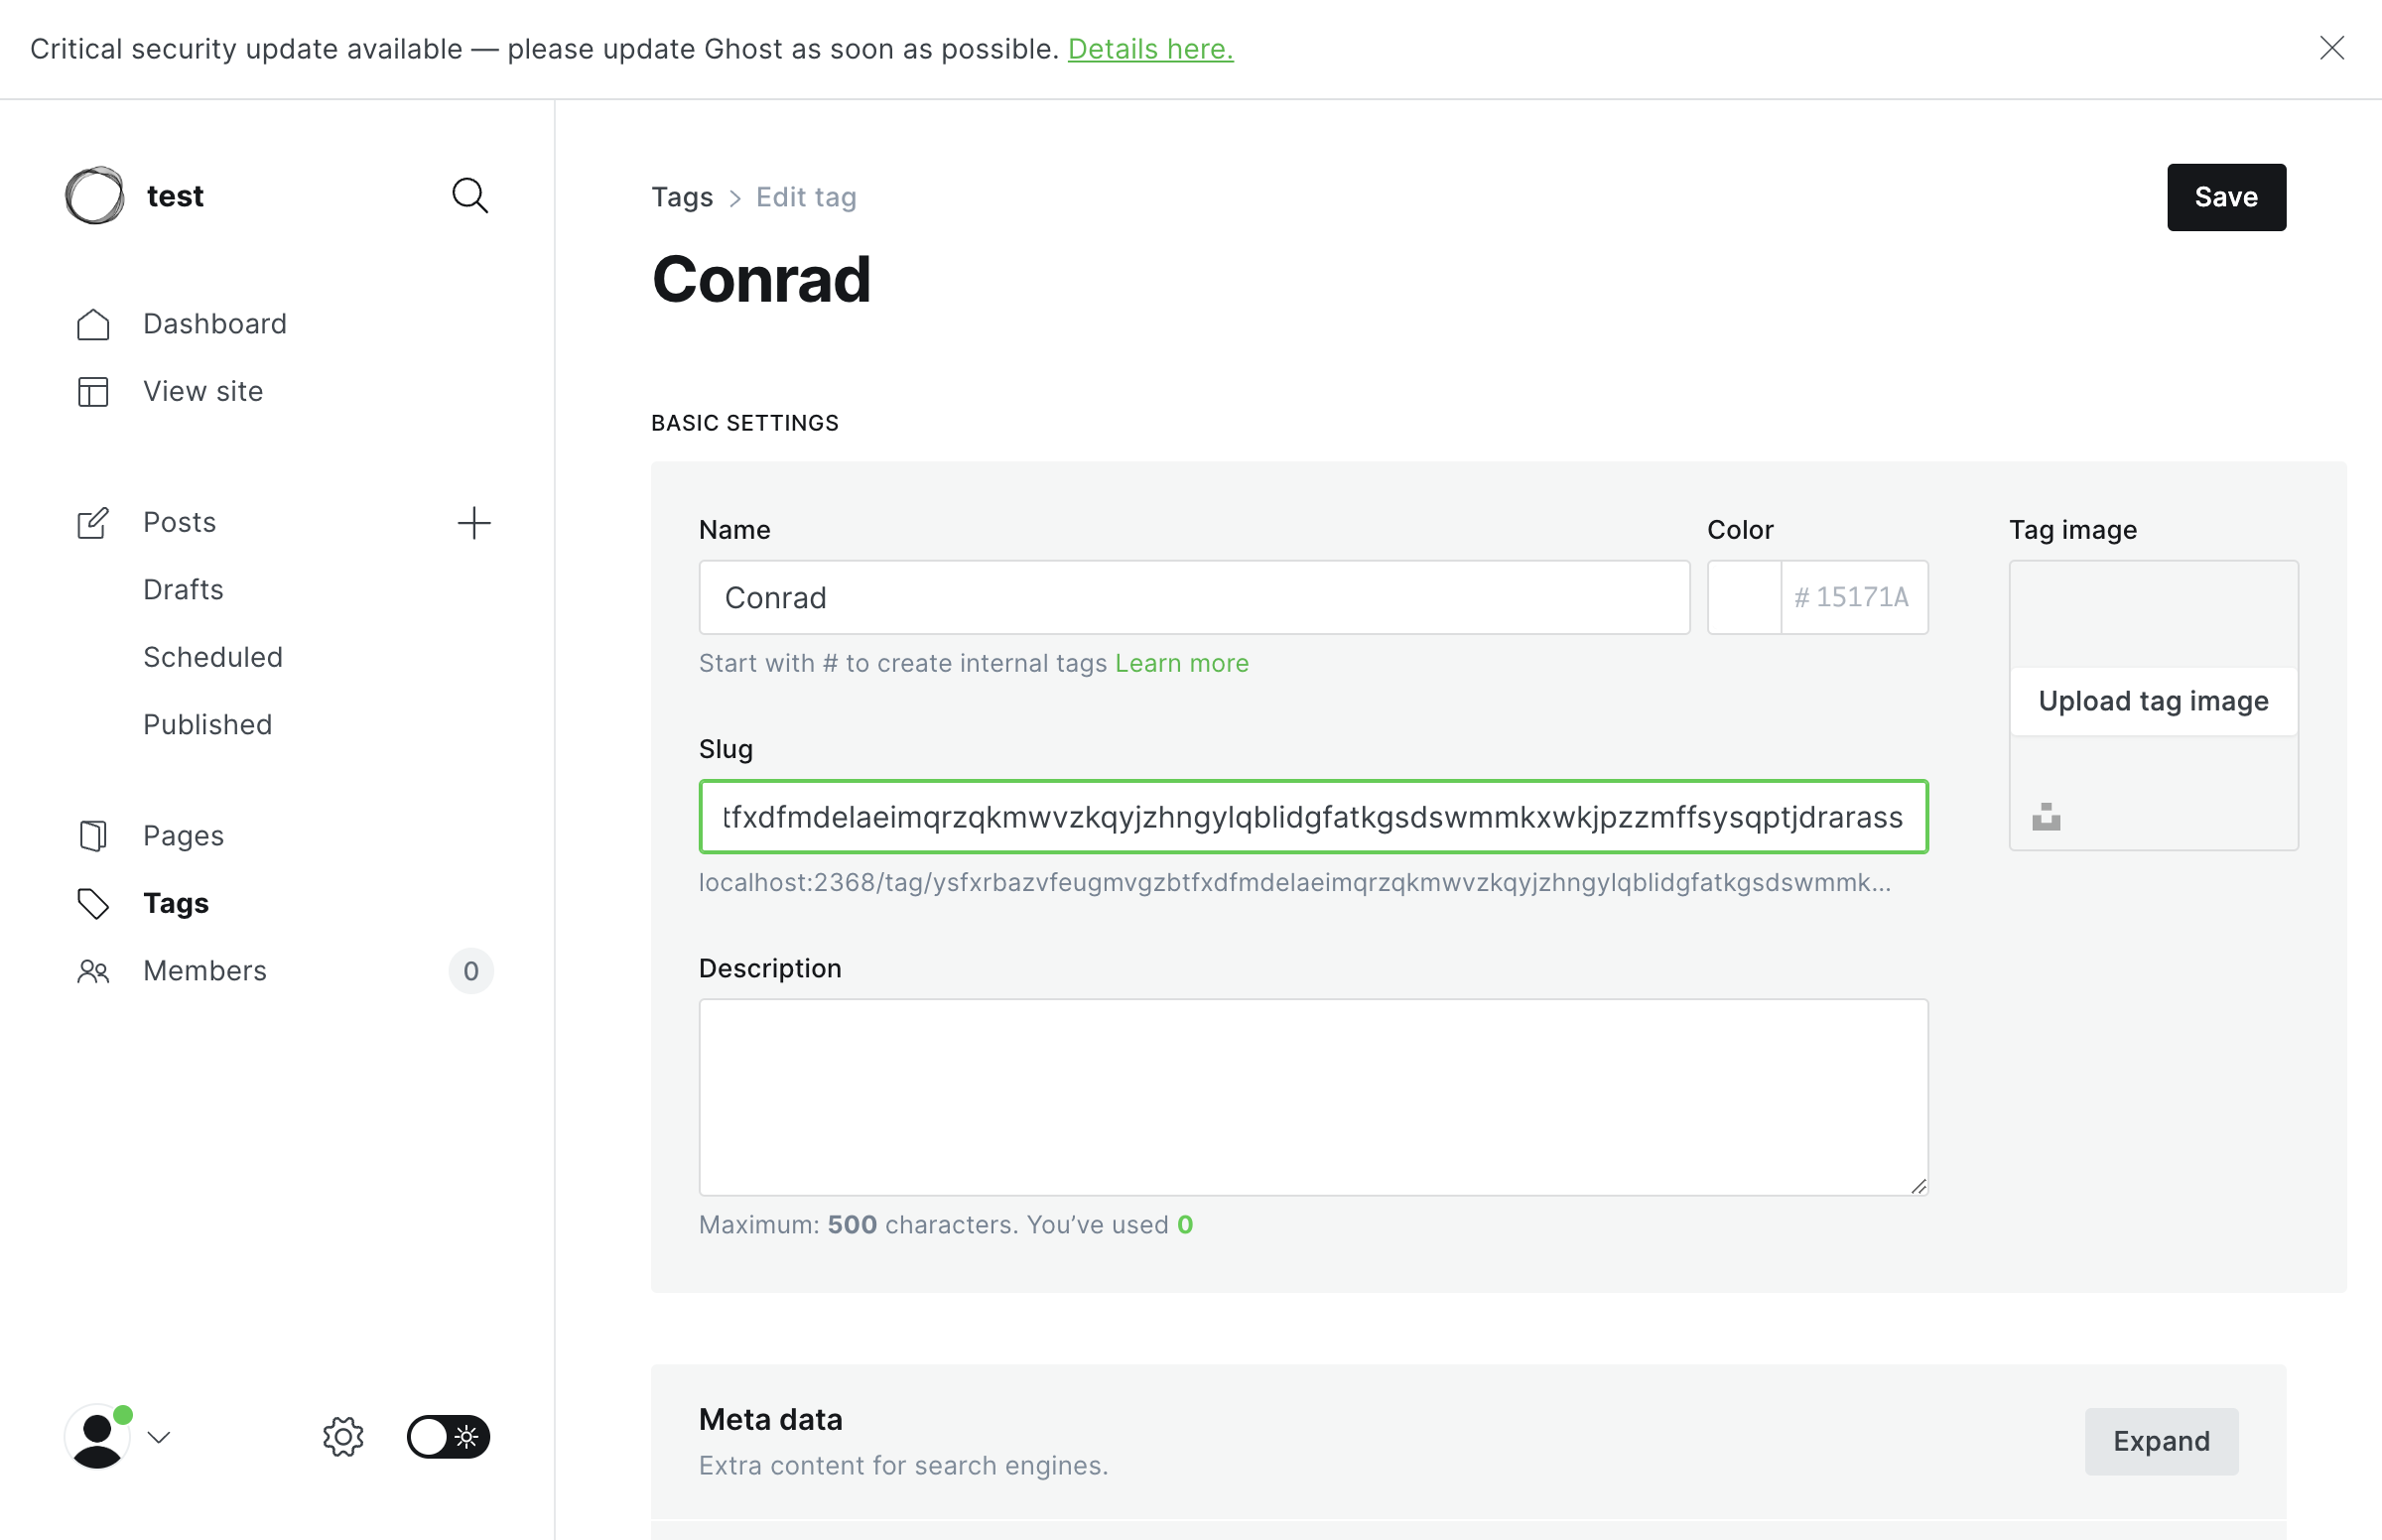 Critical security update available — please update Ghost as soon as possible. Details here.
test
Dashboard
View site
Posts
Drafts
Scheduled
Published
Pages
Tags
Members 0
Tags > Edit tag
Save
Conrad
BASIC SETTINGS
Name
Conrad
Start with # to create internal tags Learn more
Color
# 15171A
Tag image
Upload tag image
Slug
tfxdfmdelaeimqrzqkmwvzkqyjzhngylqblidgfatkgsdswmmkxwkjpzzmffsysqptjdrarass
localhost:2368/tag/ysfxrbazvfeugmvgzbtfxdfmdelaeimqrzqkmwvzkqyjzhngylqblidgfatkgsdswmmk...
Description
Maximum: 500 characters. You’ve used 0
Meta data
Extra content for search engines.
Expand